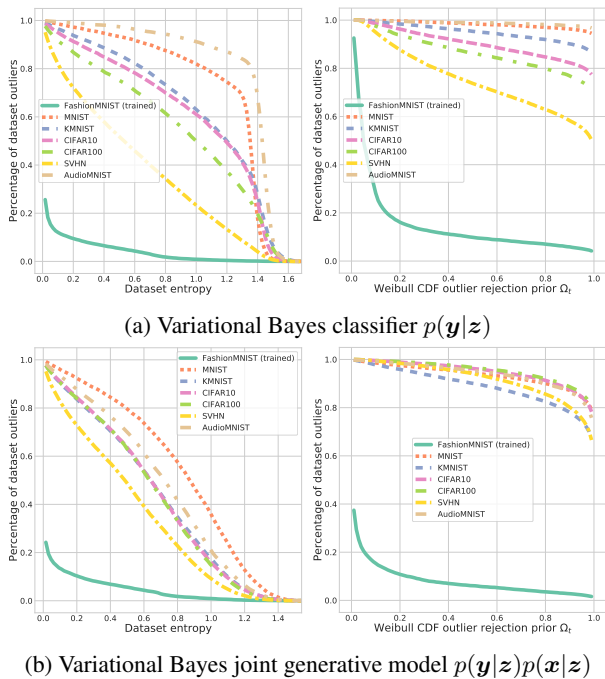 Percentage of dataset outliers
1.0
0.8
0.6
0.4
0.2
0.0
FashionMNIST (trained)
MNIST
KMNIST
CIFAR10
CIFAR100
SVHN
AudioMNIST
0.0 0.2 0.4 0.6 0.8 1.0 1.2 1.4 1.6
Dataset entropy
Percentage of dataset outliers
1.0
0.8
0.6
0.4
0.2
0.0
FashionMNIST (trained)
MNIST
KMNIST
CIFAR10
CIFAR100
SVHN
AudioMNIST
0.0 0.2 0.4 0.6 0.8 1.0
Weibull CDF outlier rejection prior Ωt
(a) Variational Bayes classifier p(y|z)
Percentage of dataset outliers
1.0
0.8
0.6
0.4
0.2
0.0
FashionMNIST (trained)
MNIST
KMNIST
CIFAR10
CIFAR100
SVHN
AudioMNIST
0.0 0.2 0.4 0.6 0.8 1.0 1.2 1.4
Dataset entropy
Percentage of dataset outliers
1.0
0.8
0.6
0.4
0.2
0.0
FashionMNIST (trained)
MNIST
KMNIST
CIFAR10
CIFAR100
SVHN
AudioMNIST
0.0 0.2 0.4 0.6 0.8 1.0
Weibull CDF outlier rejection prior Ωt
(b) Variational Bayes joint generative model p(y|z)p(x|z)